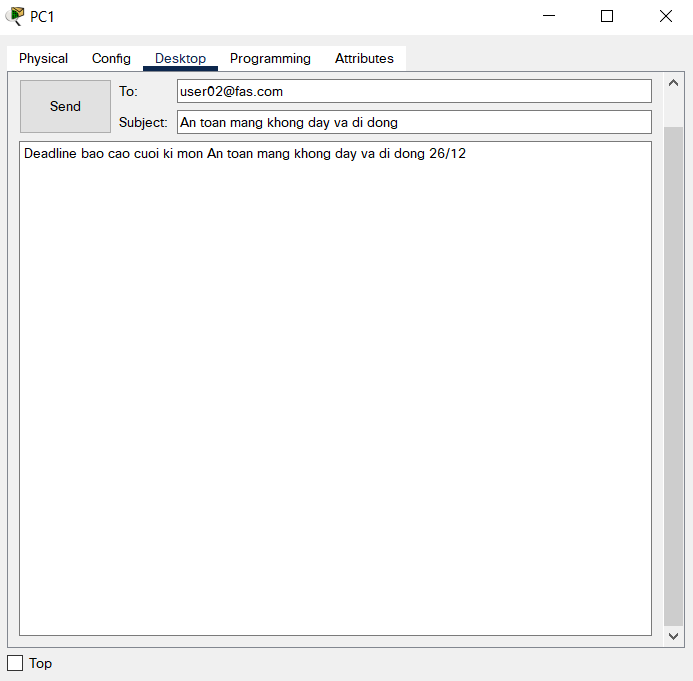 PC1
Physical Config Desktop Programming Attributes
Send
To: user02@fas.com
Subject: An toan mang khong day va di dong
Deadline bao cao cuoi ki mon An toan mang khong day va di dong 26/12
Top